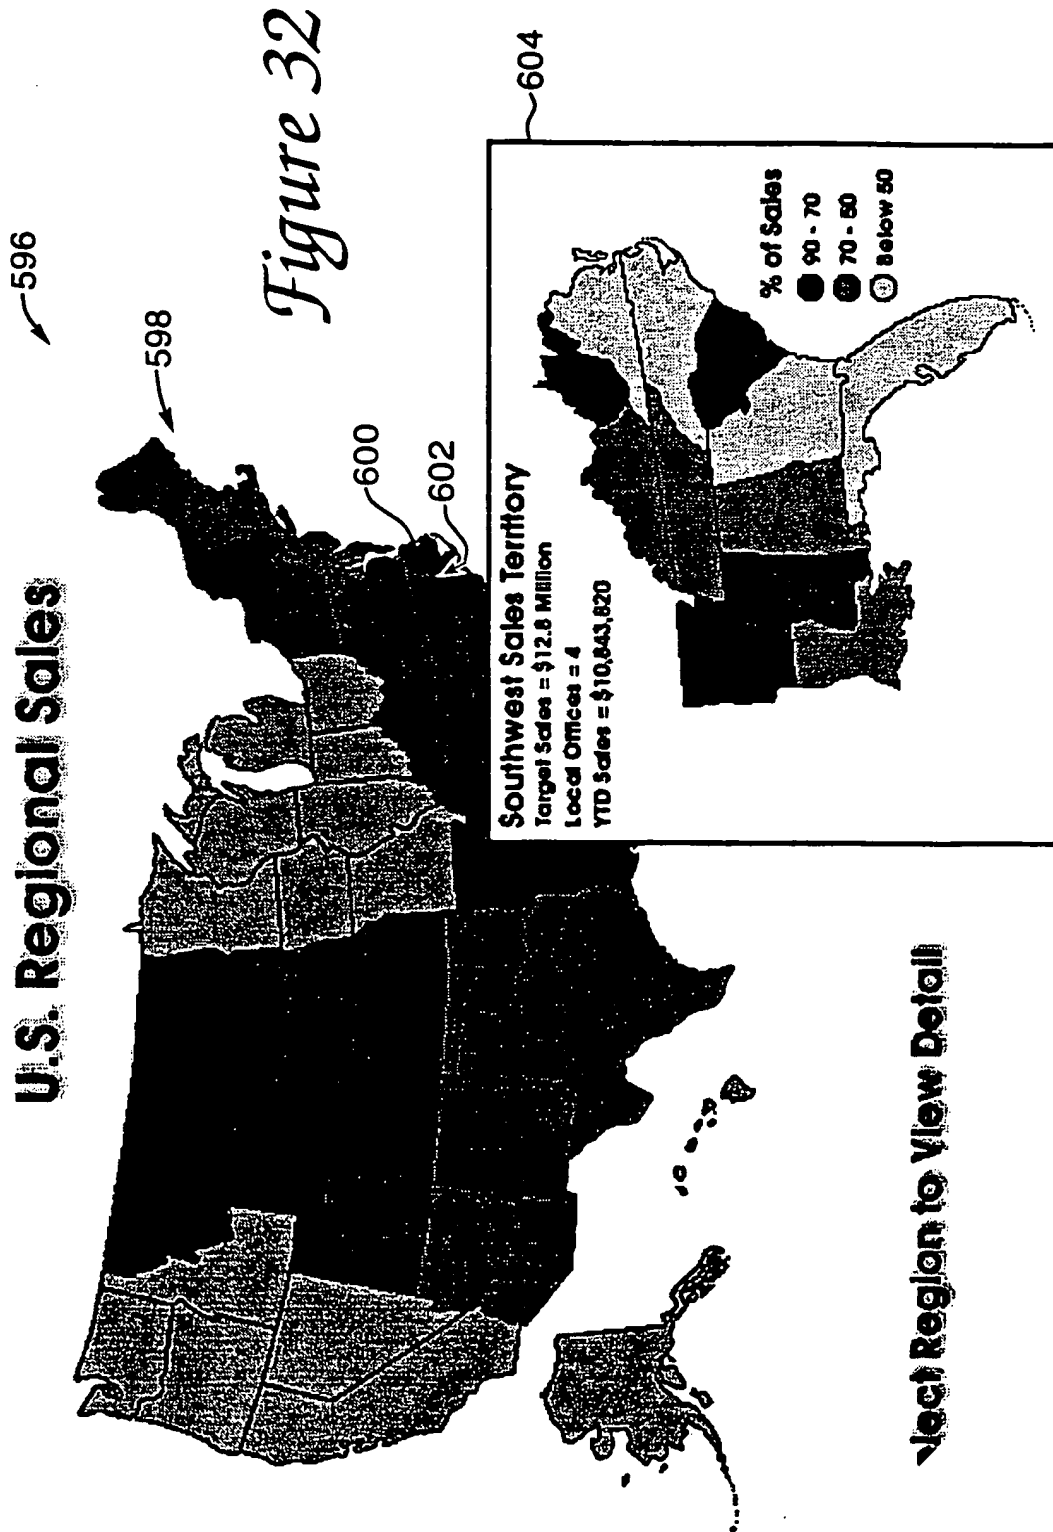 U.S. Regional Sales
596
Figure 32
598
600
602
604
Southwest Sales Territory
Target Sales = $12.8 Million
Local Offices = 4
YTD Sales = $10,843,820
% of Sales
90 - 70
70 - 50
Below 50
lect Region to View Detail